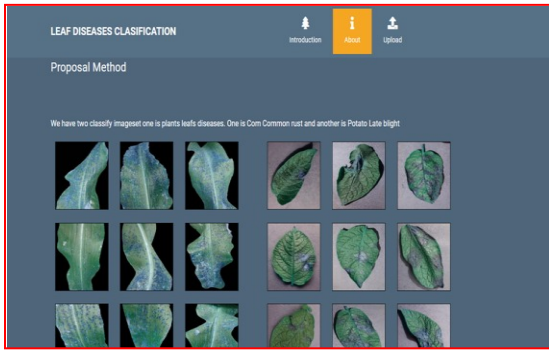 LEAF DISEASES CLASIFICATION
Introduction
About
Upload
Proposal Method
We have two classify imageset one is plants leafs diseases. One is Corn Common rust and another is Potato Late blight